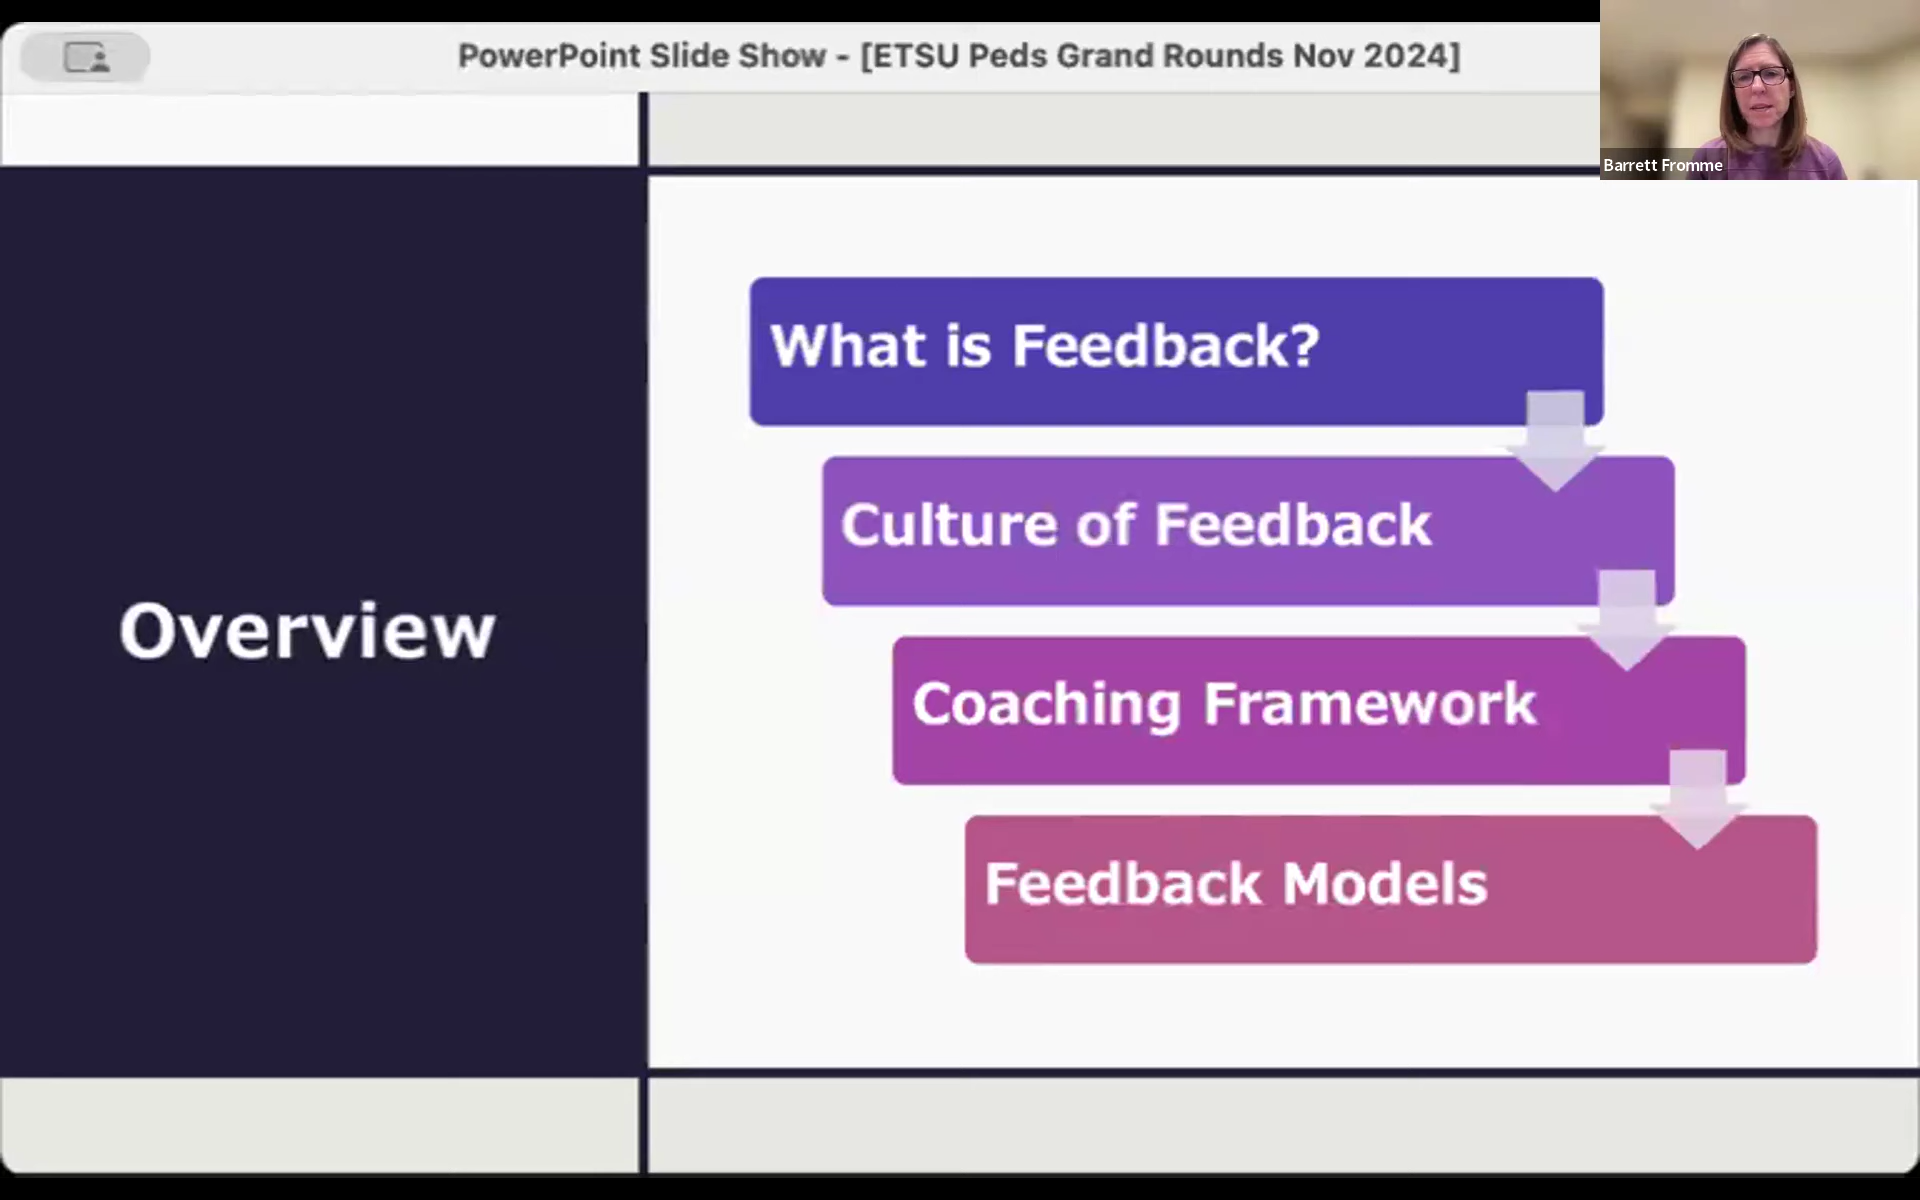 PowerPoint Slide Show - [ETSU Peds Grand Rounds Nov 2024]
Barrett Fromme
Overview
What is Feedback?
Culture of Feedback
Coaching Framework
Feedback Models